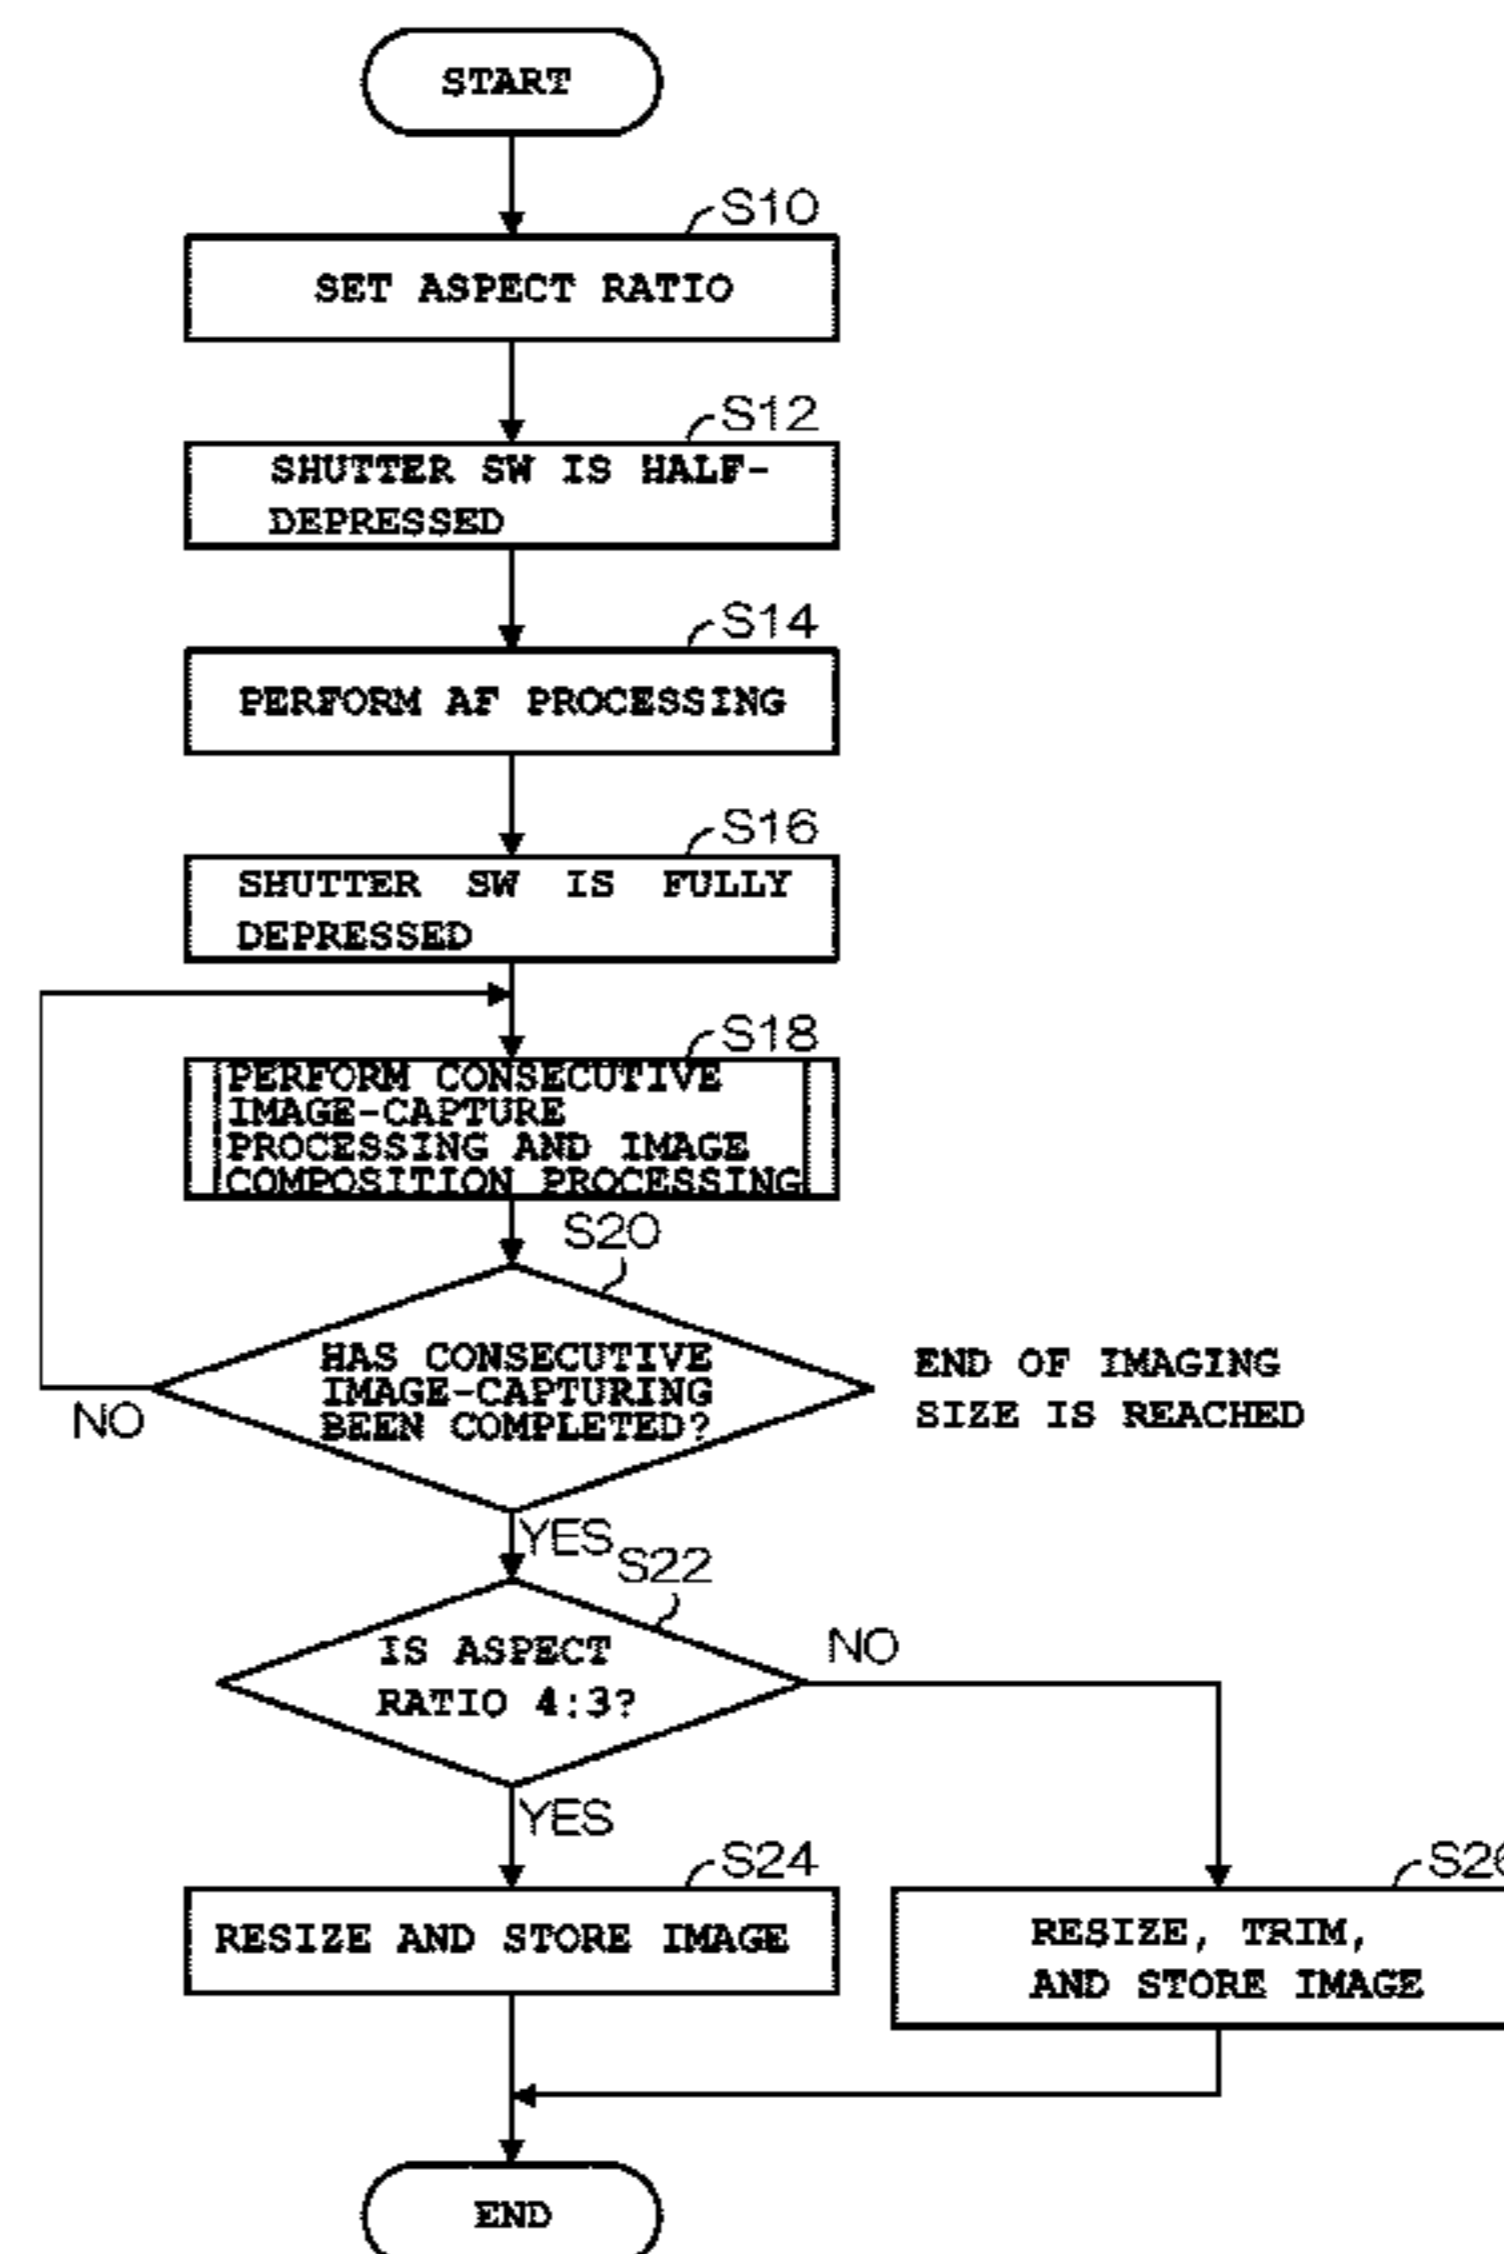 START
S10
SET ASPECT RATIO
S12
SHUTTER SW IS HALF-
DEPRESSED
S14
PERFORM AF PROCESSING
S16
SHUTTER SW IS FULLY
DEPRESSED
S18
PERFORM CONSECUTIVE
IMAGE-CAPTURE
PROCESSING AND IMAGE
COMPOSITION PROCESSING
S20
HAS CONSECUTIVE
IMAGE-CAPTURING
BEEN COMPLETED?
END OF IMAGING
SIZE IS REACHED
NO
YES
S22
IS ASPECT
RATIO 4:3?
NO
YES
S24
RESIZE AND STORE IMAGE
S26
RESIZE, TRIM,
AND STORE IMAGE
END